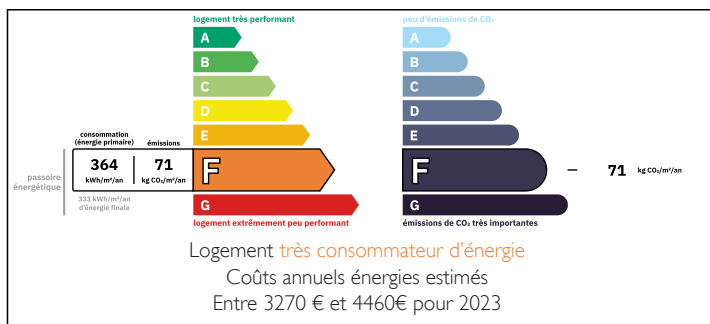 logement très performant
A
B
C
D
E
consommation
(énergie primaire)
émissions
364
kWh/m²/an
71
kg CO₂/m²/an
F
passoire
énergétique
333 kWh/m²/an
d'énergie finale
G
logement extrêmement peu performant
peu d'émissions de CO₂
A
B
C
D
E
F
71 kg CO₂/m²/an
G
émissions de CO₂ très importantes
Logement très consommateur d'énergie
Coûts annuels énergies estimés
Entre 3270 € et 4460€ pour 2023